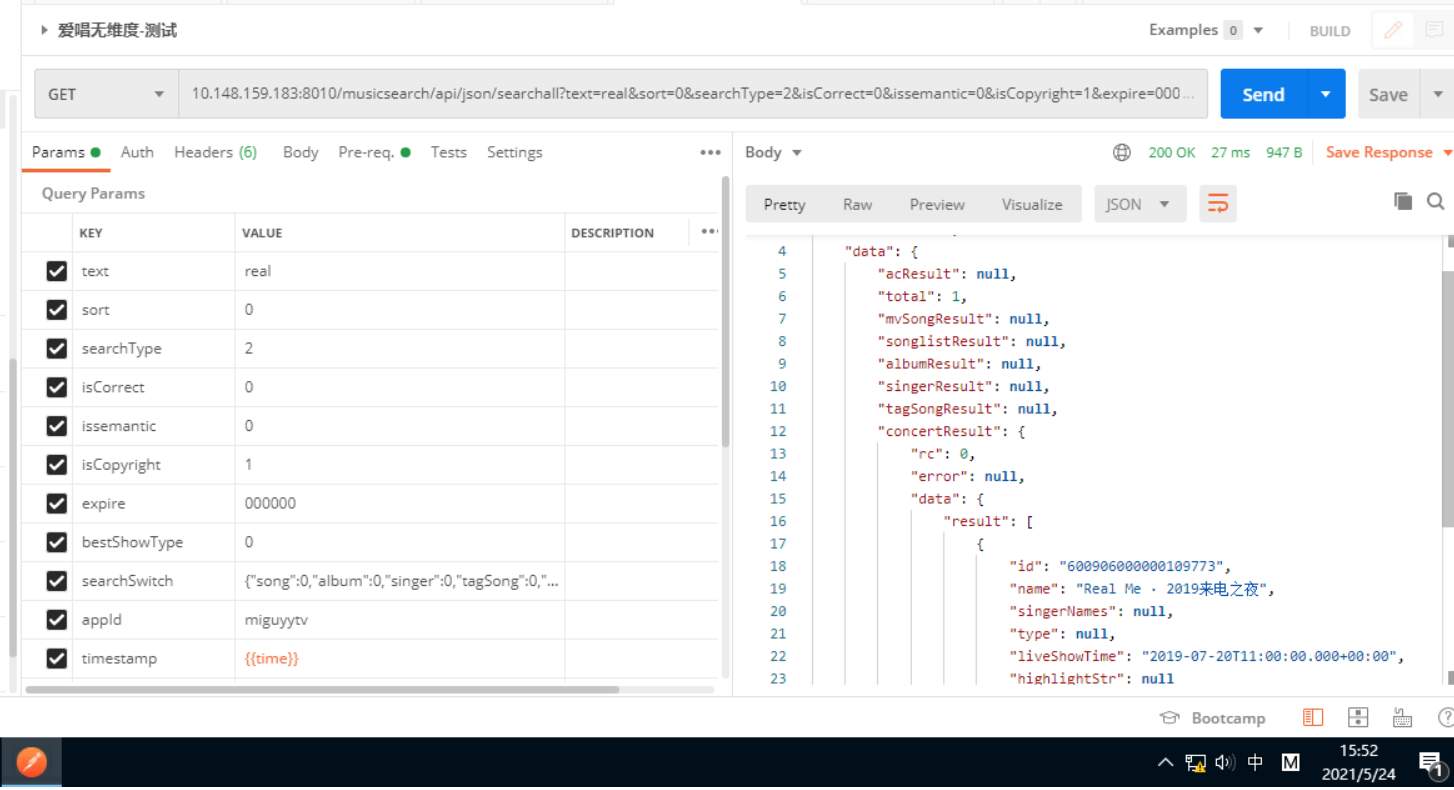 爱唱无维度-测试
Examples 0
BUILD
GET
10.148.159.183:8010/musicsearch/api/json/searchall?text=real&sort=0&searchType=2&isCorrect=0&issemantic=0&isCopyright=1&expire=000...
Send
Save
Params
Auth
Headers (6)
Body
Pre-req.
Tests
Settings
Query Params
KEY VALUE DESCRIPTION
text real
sort 0
searchType 2
isCorrect 0
issemantic 0
isCopyright 1
expire 000000
bestShowType 0
searchSwitch {"song":0,"album":0,"singer":0,"tagSong":0,"...
appId miguyytv
timestamp {{time}}
Body
200 OK 27 ms 947 B Save Response
Pretty Raw Preview Visualize JSON
4 "data": {
5 "acResult": null,
6 "total": 1,
7 "mvSongResult": null,
8 "songlistResult": null,
9 "albumResult": null,
10 "singerResult": null,
11 "tagSongResult": null,
12 "concertResult": {
13 "rc": 0,
14 "error": null,
15 "data": {
16 "result": [
17 {
18 "id": "600906000000109773",
19 "name": "Real Me · 2019来电之夜",
20 "singerNames": null,
21 "type": null,
22 "liveShowTime": "2019-07-20T11:00:00.000+00:00",
23 "highlightStr": null
Bootcamp
中
M
15:52
2021/5/24
1